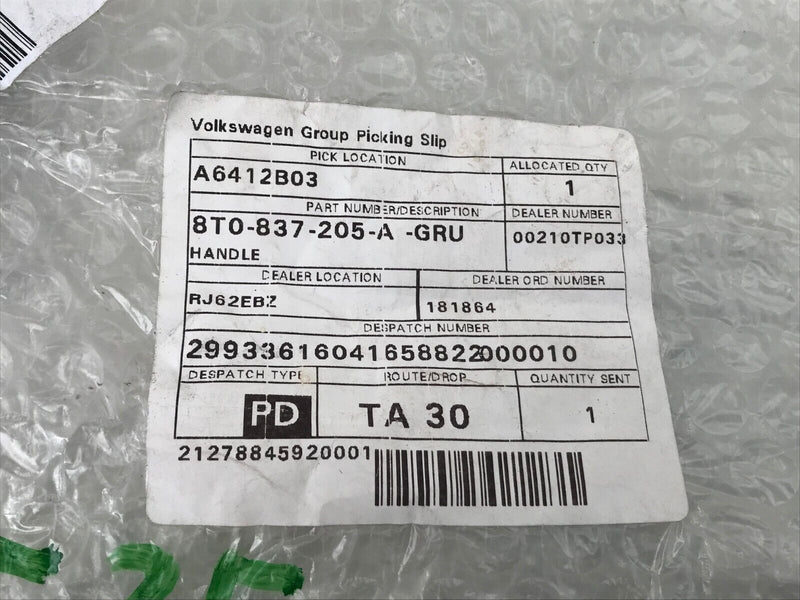 Volkswagen Group Picking Slip
PICK LOCATION
ALLOCATED QTY
A6412B03
1
PART NUMBER/DESCRIPTION
DEALER NUMBER
8T0-837-205-A -GRU
00210TP033
HANDLE
DEALER LOCATION
DEALER ORD NUMBER
RJ62EBZ
181864
DESPATCH NUMBER
29933616041658822000010
DESPATCH TYPE
ROUTE/DROP
QUANTITY SENT
PD
TA 30
1
21278845920001